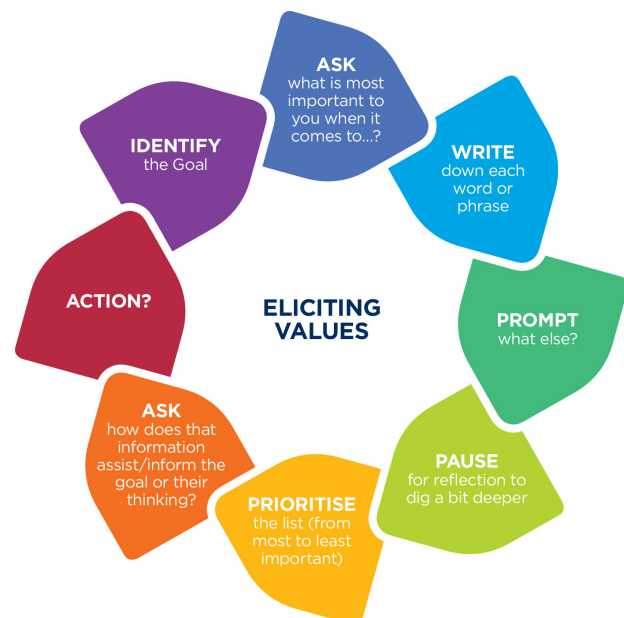 ELICITING
VALUES
IDENTIFY
the Goal
ASK
what is most
important to
you when it
comes to...?
WRITE
down each
word or
phrase
PROMPT
what else?
PAUSE
for reflection to
dig a bit deeper
PRIORITISE
the list (from
most to least
important)
ASK
how does that
information
assist/inform the
goal or their
thinking?
ACTION?